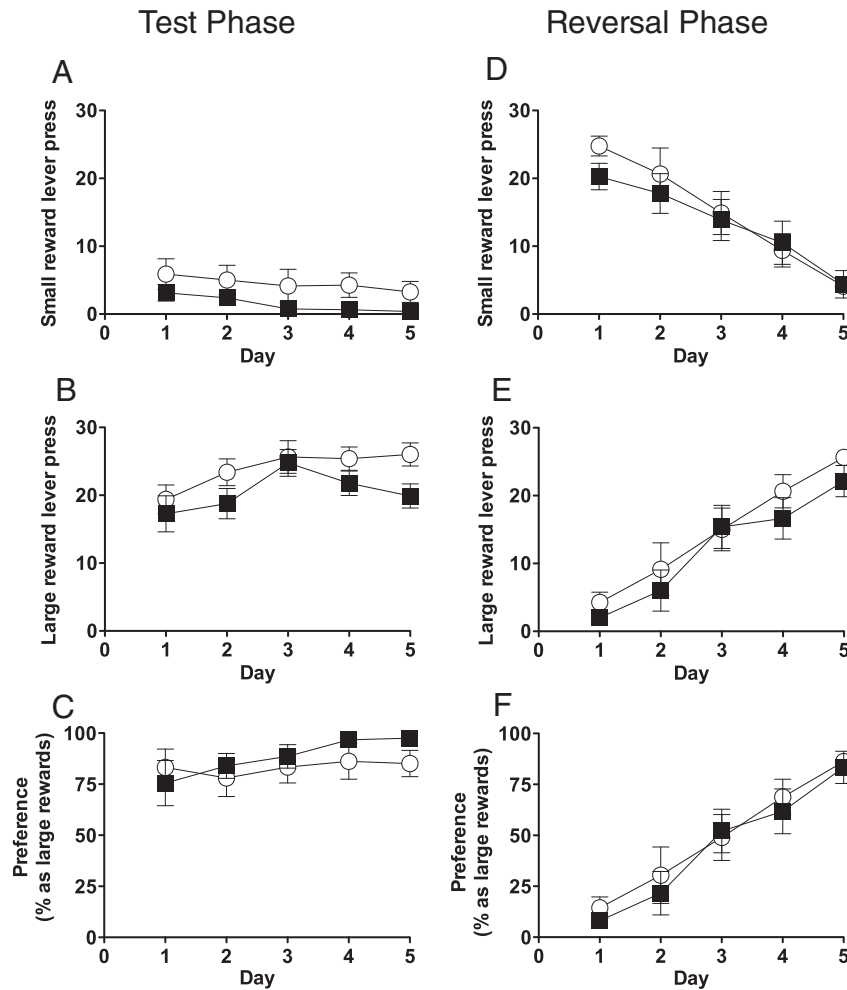 Test Phase
Reversal Phase
A
Small reward lever press
30
20
10
0
0 1 2 3 4 5
Day
D
Small reward lever press
30
20
10
0
0 1 2 3 4 5
Day
B
Large reward lever press
30
20
10
0
0 1 2 3 4 5
Day
E
Large reward lever press
30
20
10
0
0 1 2 3 4 5
Day
C
Preference
(% as large rewards)
100
75
50
25
0
0 1 2 3 4 5
Day
F
Preference
(% as large rewards)
100
75
50
25
0
0 1 2 3 4 5
Day